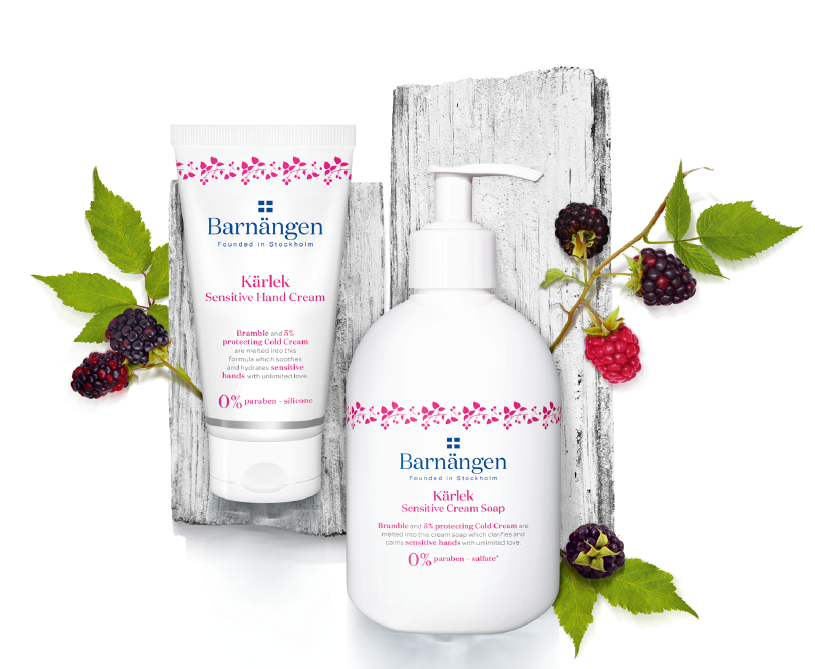 Barnängen
Founded in Stockholm
Kärlek
Sensitive Hand Cream
Bramble and 5%
protecting Cold Cream
are melted into this
formula which soothes
and hydrates sensitive
hands with unlimited love.
0% paraben – silicone
Barnängen
Founded in Stockholm
Kärlek
Sensitive Cream Soap
Bramble and 5% protecting Cold Cream are
melted into this cream soap which clarifies and
calms sensitive hands with unlimited love.
0% paraben – sulfate*